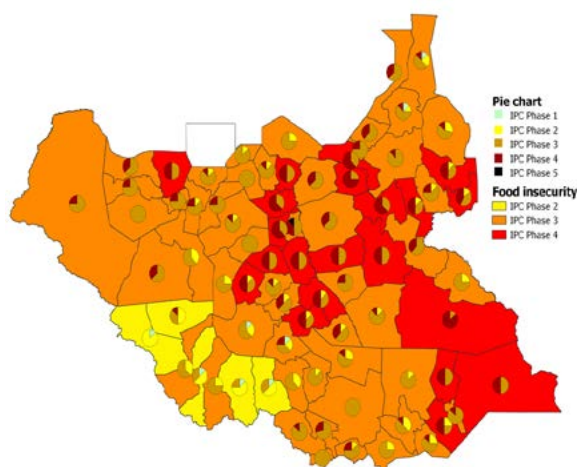 Pie chart
IPC Phase 1
IPC Phase 2
IPC Phase 3
IPC Phase 4
IPC Phase 5
Food insecurity
IPC Phase 2
IPC Phase 3
IPC Phase 4